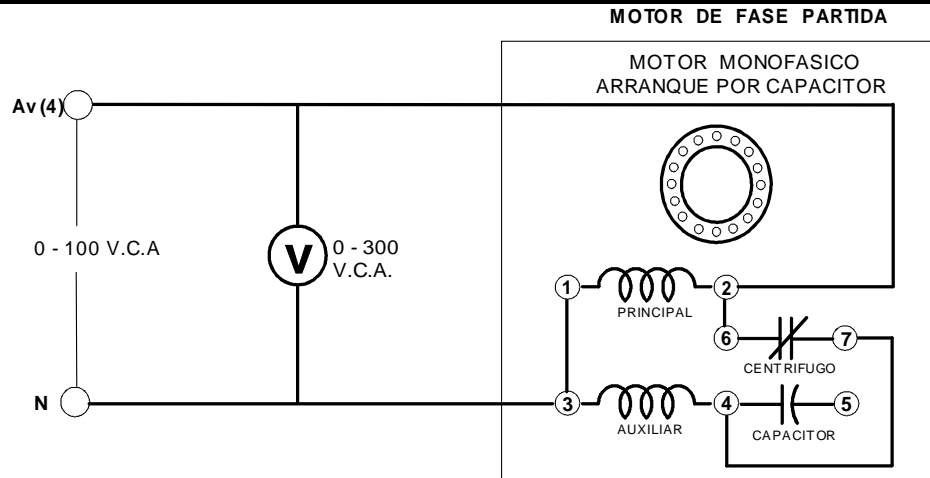 MOTOR DE FASE PARTIDA
MOTOR MONOFASICO
ARRANQUE POR CAPACITOR
Av (4)
0 - 100 V.C.A
V
0 - 300
V.C.A.
1
2
PRINCIPAL
6
7
CENTRIFUGO
N
3
4
5
AUXILIAR
CAPACITOR